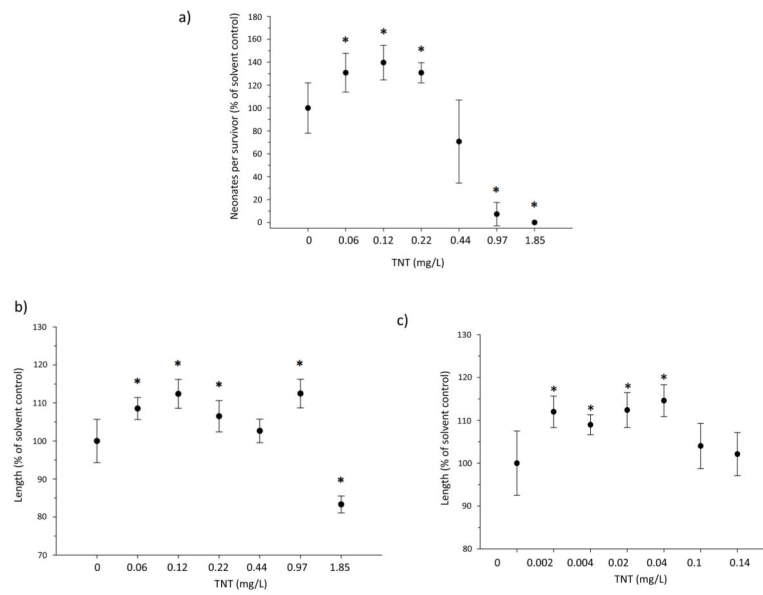 a)
Neonates per survivor (% of solvent control)
180
160
140
120
100
80
60
40
20
0
* * * * *
0 0.06 0.12 0.22 0.44 0.97 1.85
TNT (mg/L)
b)
Length (% of solvent control)
130
120
110
100
90
80
70
* * * * *
0 0.06 0.12 0.22 0.44 0.97 1.85
TNT (mg/L)
c)
Length (% of solvent control)
130
120
110
100
90
80
* * * *
0 0.002 0.004 0.02 0.04 0.1 0.14
TNT (mg/L)